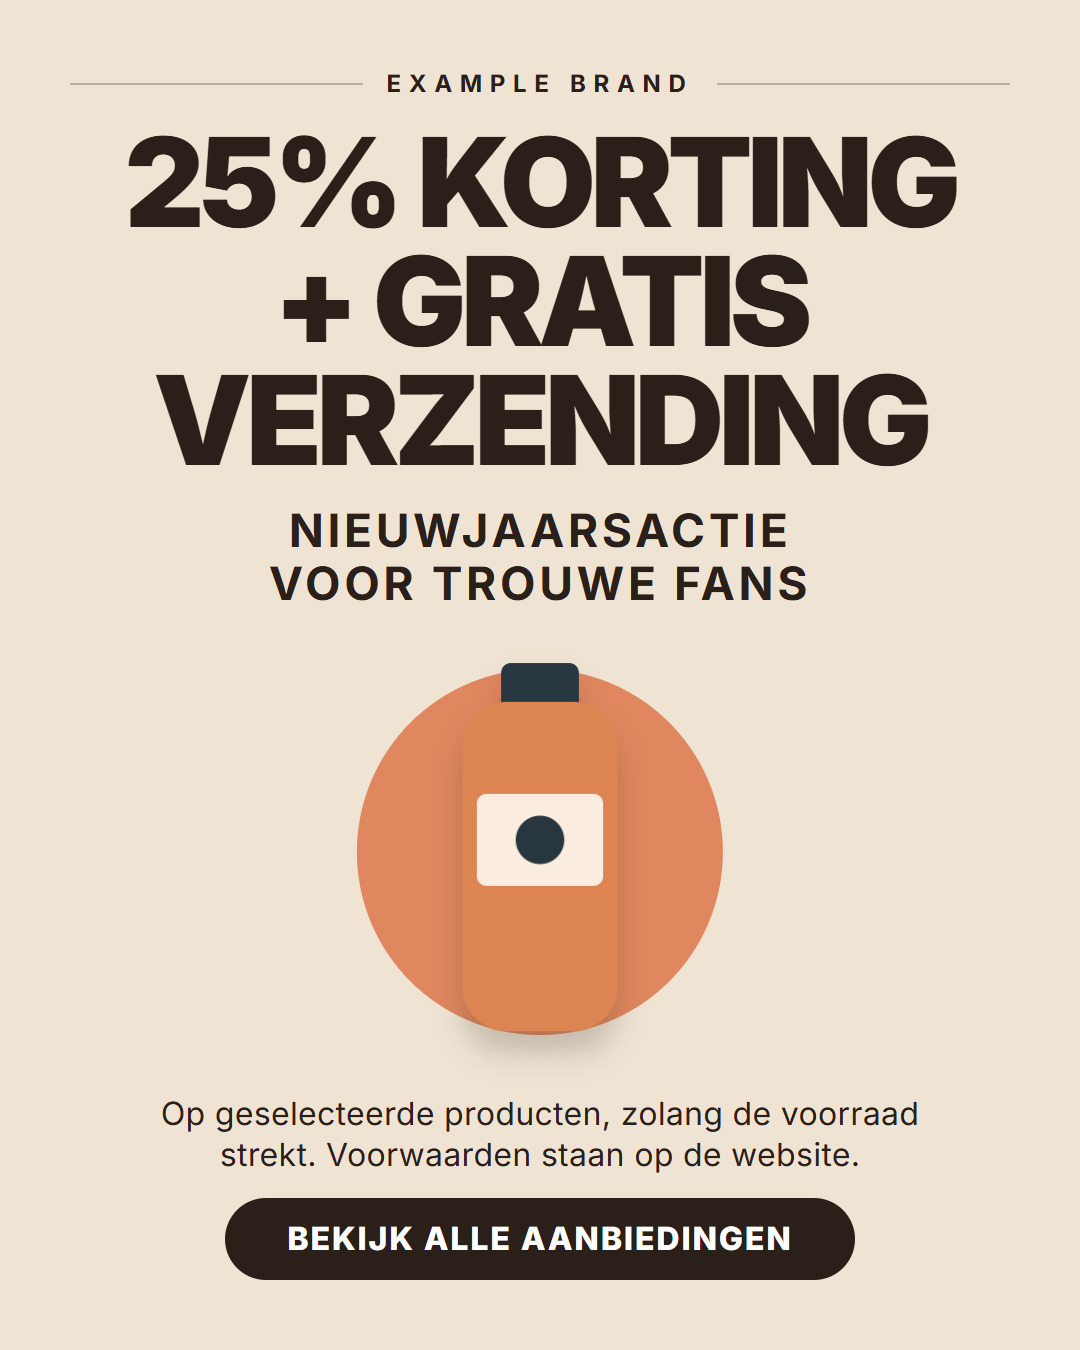 EXAMPLE BRAND
25% KORTING
+ GRATIS
VERZENDING
NIEUWJAARSACTIE
VOOR TROUWE FANS
Op geselecteerde producten, zolang de voorraad
strekt. Voorwaarden staan op de website.
BEKIJK ALLE AANBIEDINGEN